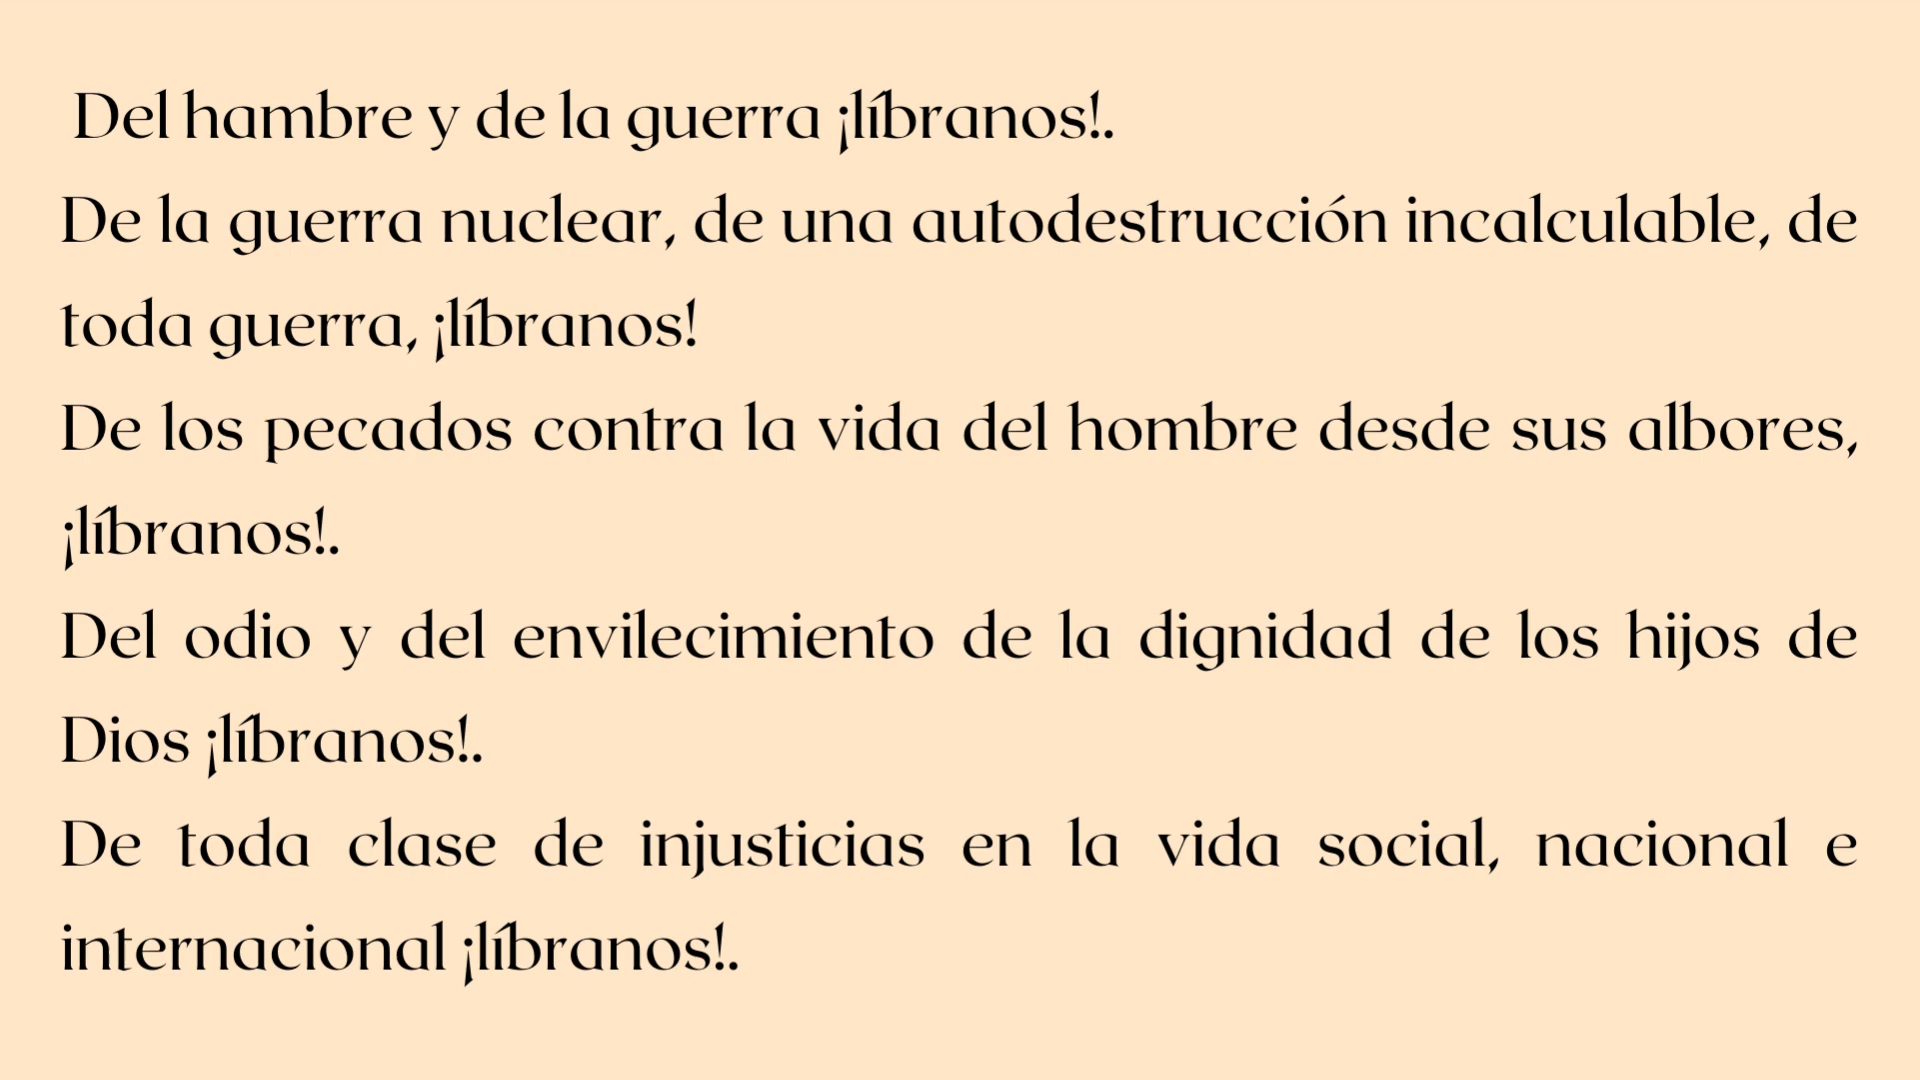 Del hambre y de la guerra ¡líbranos!.
De la guerra nuclear, de una autodestrucción incalculable, de
toda guerra, ¡líbranos!
De los pecados contra la vida del hombre desde sus albores,
¡líbranos!.
Del odio y del envilecimiento de la dignidad de los hijos de
Dios ¡líbranos!.
De toda clase de injusticias en la vida social, nacional e
internacional ¡líbranos!.